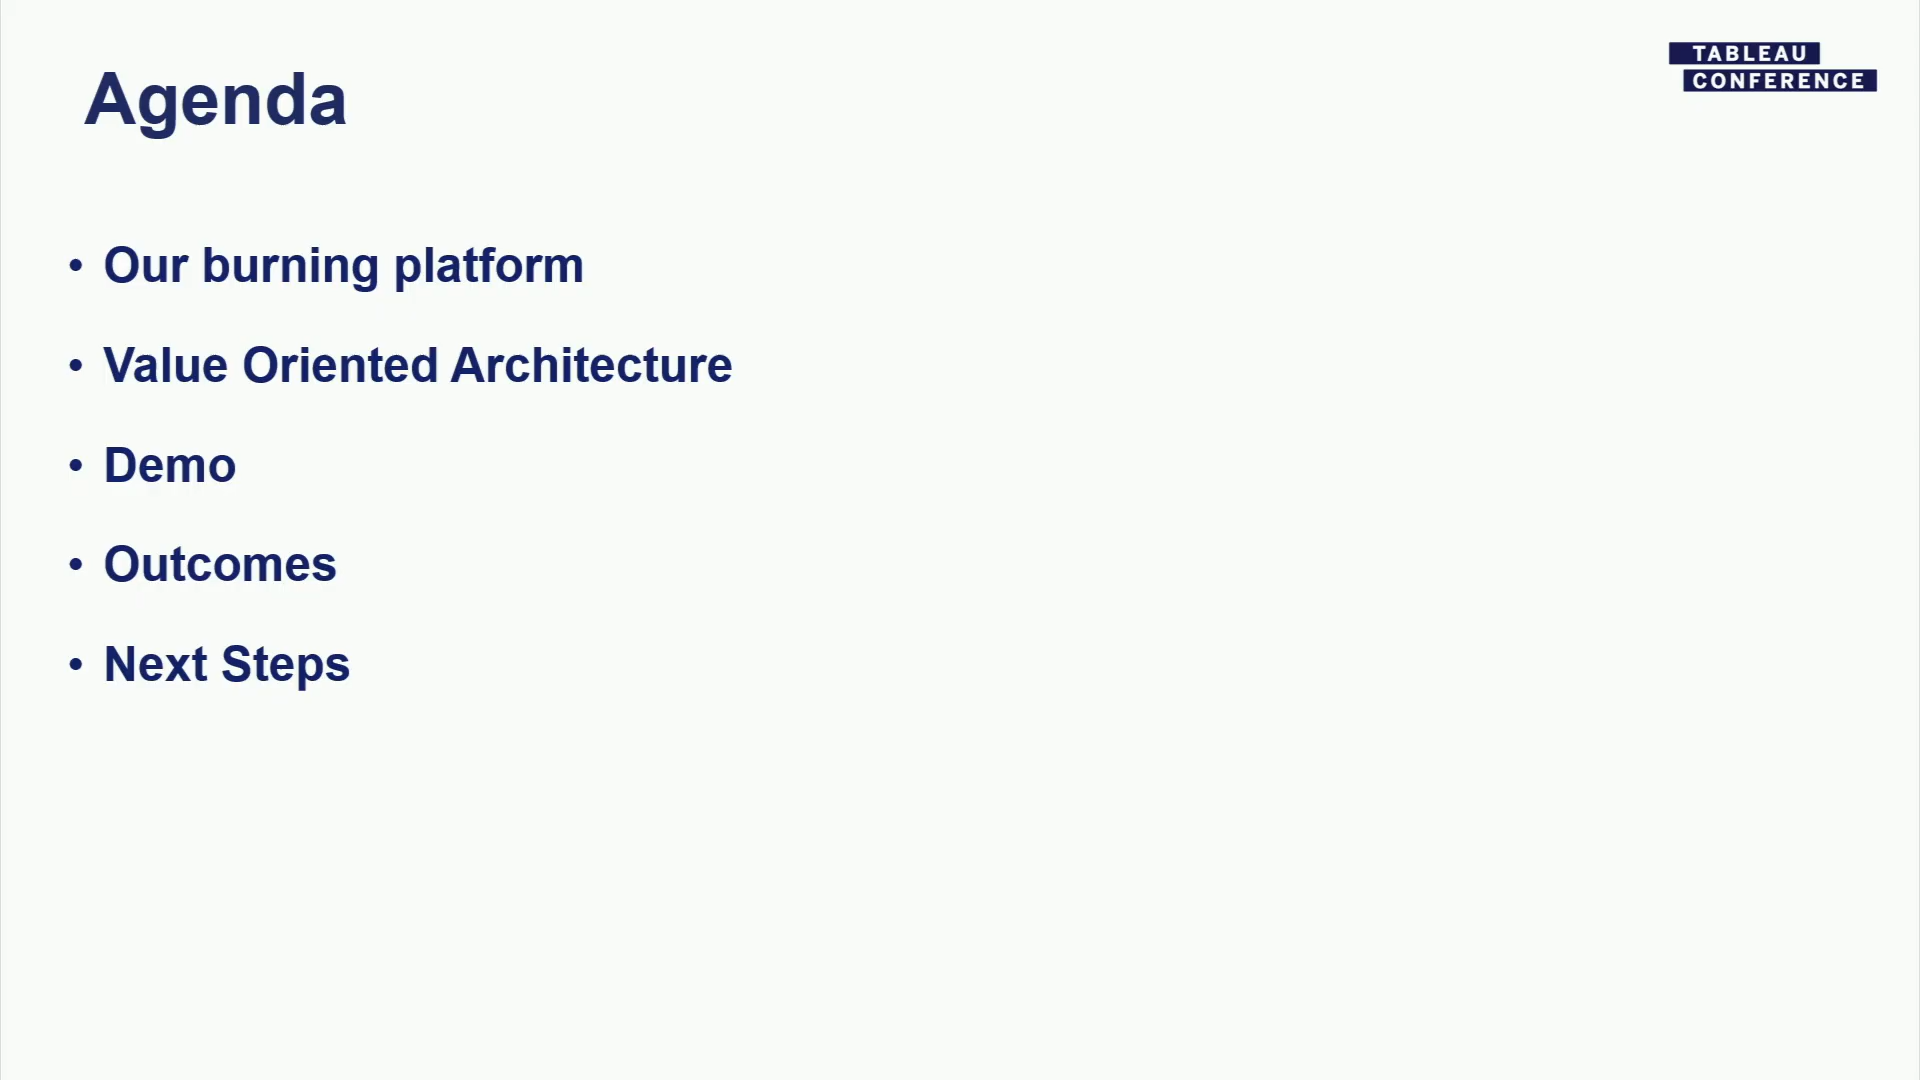 Agenda
TABLEAU
CONFERENCE
• Our burning platform
• Value Oriented Architecture
• Demo
• Outcomes
• Next Steps